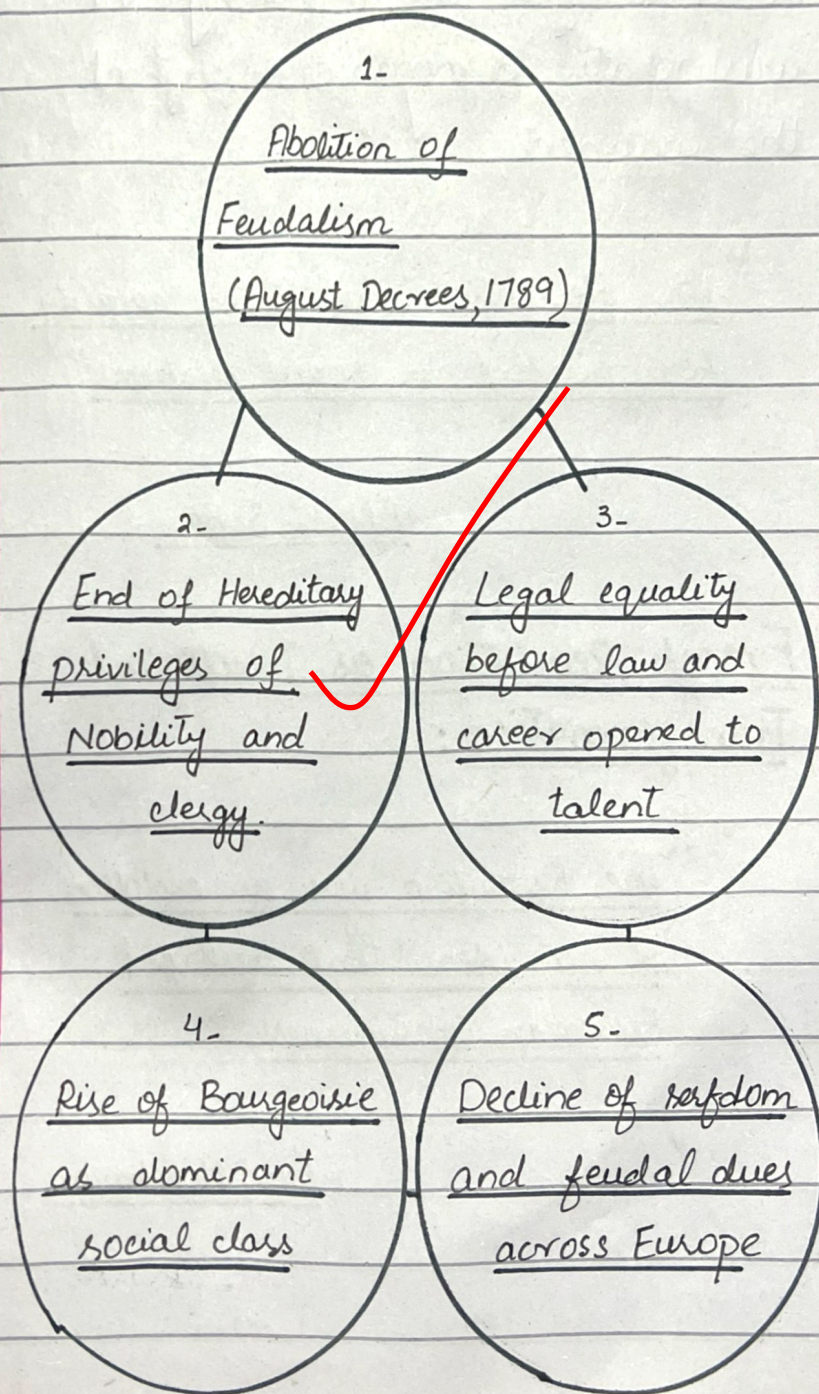 1-
Abolition of
Feudalism
(August Decrees, 1789)
2-
End of Hereditary
privileges of
Nobility and
clergy.
3-
Legal equality
before law and
career opened to
talent
4-
Rise of Bourgeoisie
as dominant
social class
5-
Decline of serfdom
and feudal dues
across Europe